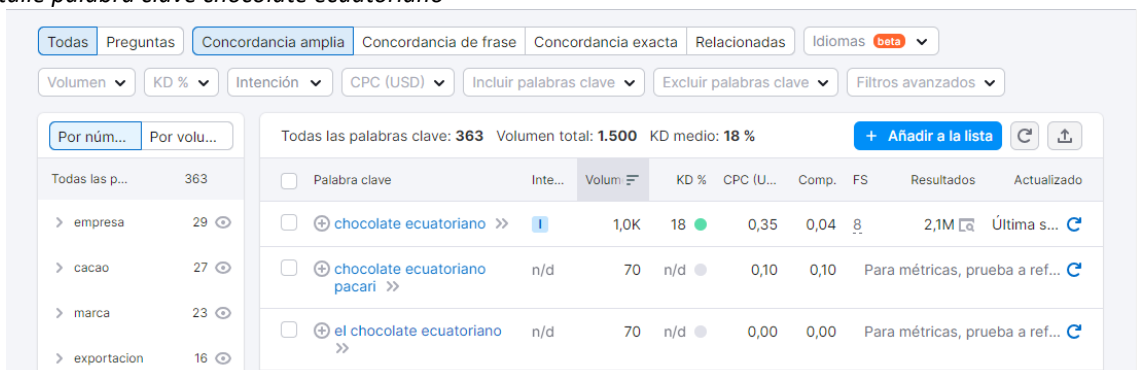 palabra clave chocolate ecuatoriano
Todas Preguntas Concordancia amplia Concordancia de frase Concordancia exacta Relacionadas Idiomas beta
Volumen KD % Intención CPC (USD) Incluir palabras clave Excluir palabras clave Filtros avanzados
Por núm... Por volu... Todas las palabras clave: 363 Volumen total: 1.500 KD medio: 18 % + Añadir a la lista
Todas las p... 363 Palabra clave Inte... Volum KD % CPC (U... Comp. FS Resultados Actualizado
empresa 29 chocolate ecuatoriano I 1,0K 18 0,35 0,04 8 2,1M Última s...
cacao 27 chocolate ecuatoriano n/d 70 n/d 0,10 0,10 Para métricas, prueba a ref...
pacari
marca 23
el chocolate ecuatoriano n/d 70 n/d 0,00 0,00 Para métricas, prueba a ref...
exportacion 16